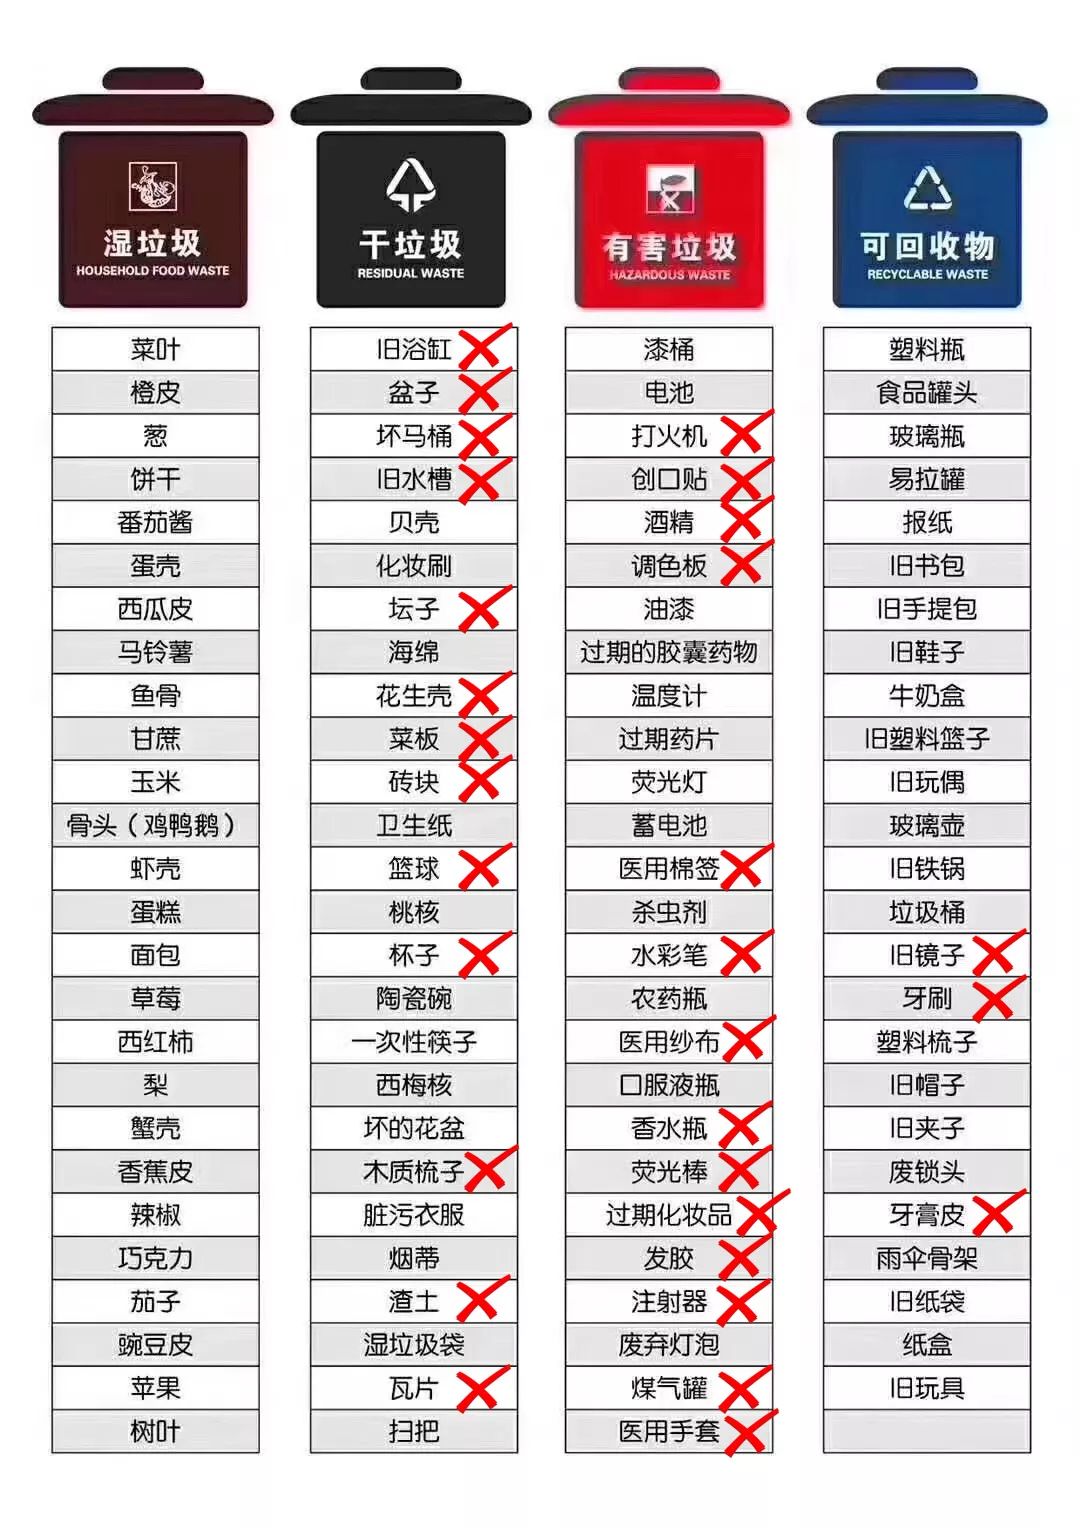 湿垃圾
HOUSEHOLD FOOD WASTE
菜叶
橙皮
葱
饼干
番茄酱
蛋壳
西瓜皮
马铃薯
鱼骨
甘蔗
玉米
骨头（鸡鸭鹅）
虾壳
蛋糕
面包
草莓
西红柿
梨
蟹壳
香蕉皮
辣椒
巧克力
茄子
豌豆皮
苹果
树叶
干垃圾
RESIDUAL WASTE
旧浴缸
盆子
坏马桶
旧水槽
贝壳
化妆刷
坛子
海绵
花生壳
菜板
砖块
卫生纸
篮球
桃核
杯子
陶瓷碗
一次性筷子
西梅核
坏的花盆
木质梳子
脏污衣服
烟蒂
渣土
湿垃圾袋
瓦片
扫把
有害垃圾
HAZARDOUS WASTE
漆桶
电池
打火机
创口贴
酒精
调色板
油漆
过期的胶囊药物
温度计
过期药片
荧光灯
蓄电池
医用棉签
杀虫剂
水彩笔
农药瓶
医用纱布
口服液瓶
香水瓶
荧光棒
过期化妆品
发胶
注射器
废弃灯泡
煤气罐
医用手套
可回收物
RECYCLABLE WASTE
塑料瓶
食品罐头
玻璃瓶
易拉罐
报纸
旧书包
旧手提包
旧鞋子
牛奶盒
旧塑料篮子
旧玩偶
玻璃壶
旧铁锅
垃圾桶
旧镜子
牙刷
塑料梳子
旧帽子
旧夹子
废锁头
牙膏皮
雨伞骨架
旧纸袋
纸盒
旧玩具